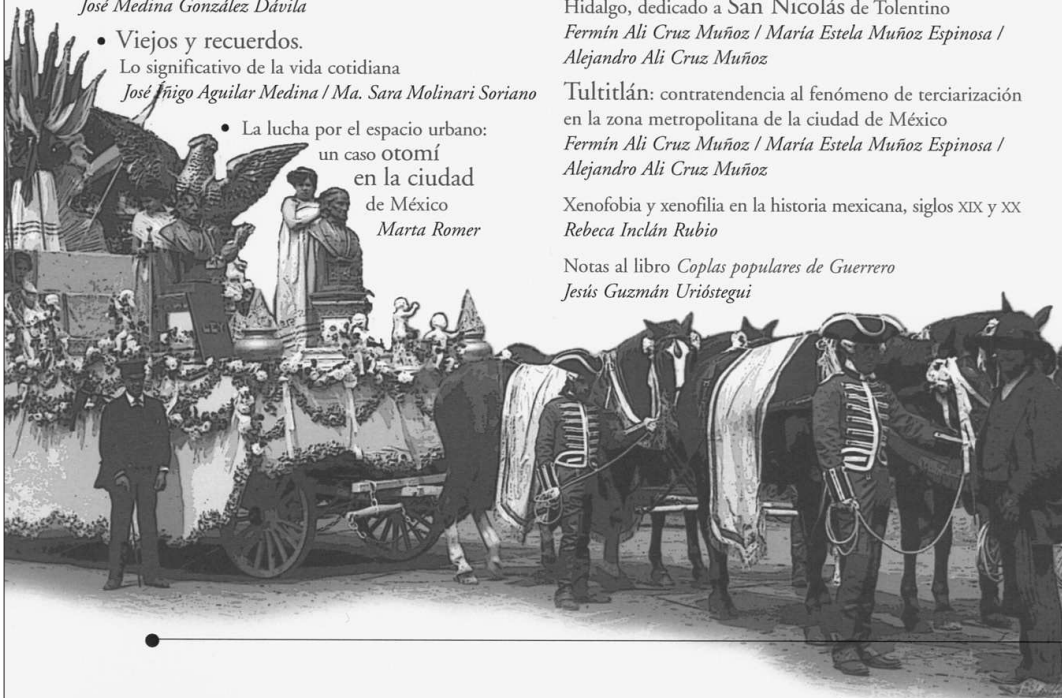 José Medina González Dávila
• Viejos y recuerdos.
Lo significativo de la vida cotidiana
José Íñigo Aguilar Medina / Ma. Sara Molinari Soriano
• La lucha por el espacio urbano:
un caso otomí
en la ciudad
de México
Marta Romer
Hidalgo, dedicado a San Nicolás de Tolentino
Fermín Ali Cruz Muñoz / María Estela Muñoz Espinosa /
Alejandro Ali Cruz Muñoz
Tultitlán: contratendencia al fenómeno de terciarización
en la zona metropolitana de la ciudad de México
Fermín Ali Cruz Muñoz / María Estela Muñoz Espinosa /
Alejandro Ali Cruz Muñoz
Xenofobia y xenofilia en la historia mexicana, siglos XIX y XX
Rebeca Inclán Rubio
Notas al libro Coplas populares de Guerrero
Jesús Guzmán Urióstegui